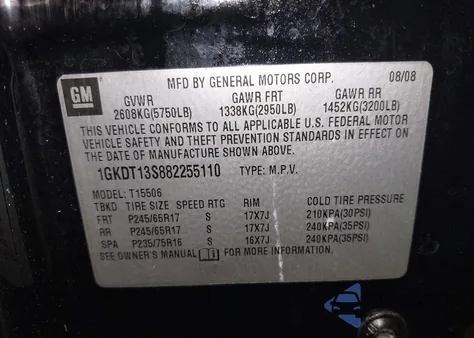 GM
MFD BY GENERAL MOTORS CORP. 08/08
GVWR GAWR FRT GAWR RR
2608KG(5750LB) 1338KG(2950LB) 1452KG(3200LB)
THIS VEHICLE CONFORMS TO ALL APPLICABLE U.S. FEDERAL MOTOR
VEHICLE SAFETY AND THEFT PREVENTION STANDARDS IN EFFECT ON
THE DATE OF MANUFACTURE SHOWN ABOVE.
1GKDT13S882255110 TYPE: M.P.V.
MODEL: T15506
TBKD TIRE SIZE SPEED RTG RIM COLD TIRE PRESSURE
FRT P245/65R17 S 17X7J 210KPA(30PSI)
RR P245/65R17 S 17X7J 240KPA(35PSI)
SPA P235/75R16 S 16X7J 240KPA(35PSI)
SEE OWNER'S MANUAL FOR MORE INFORMATION